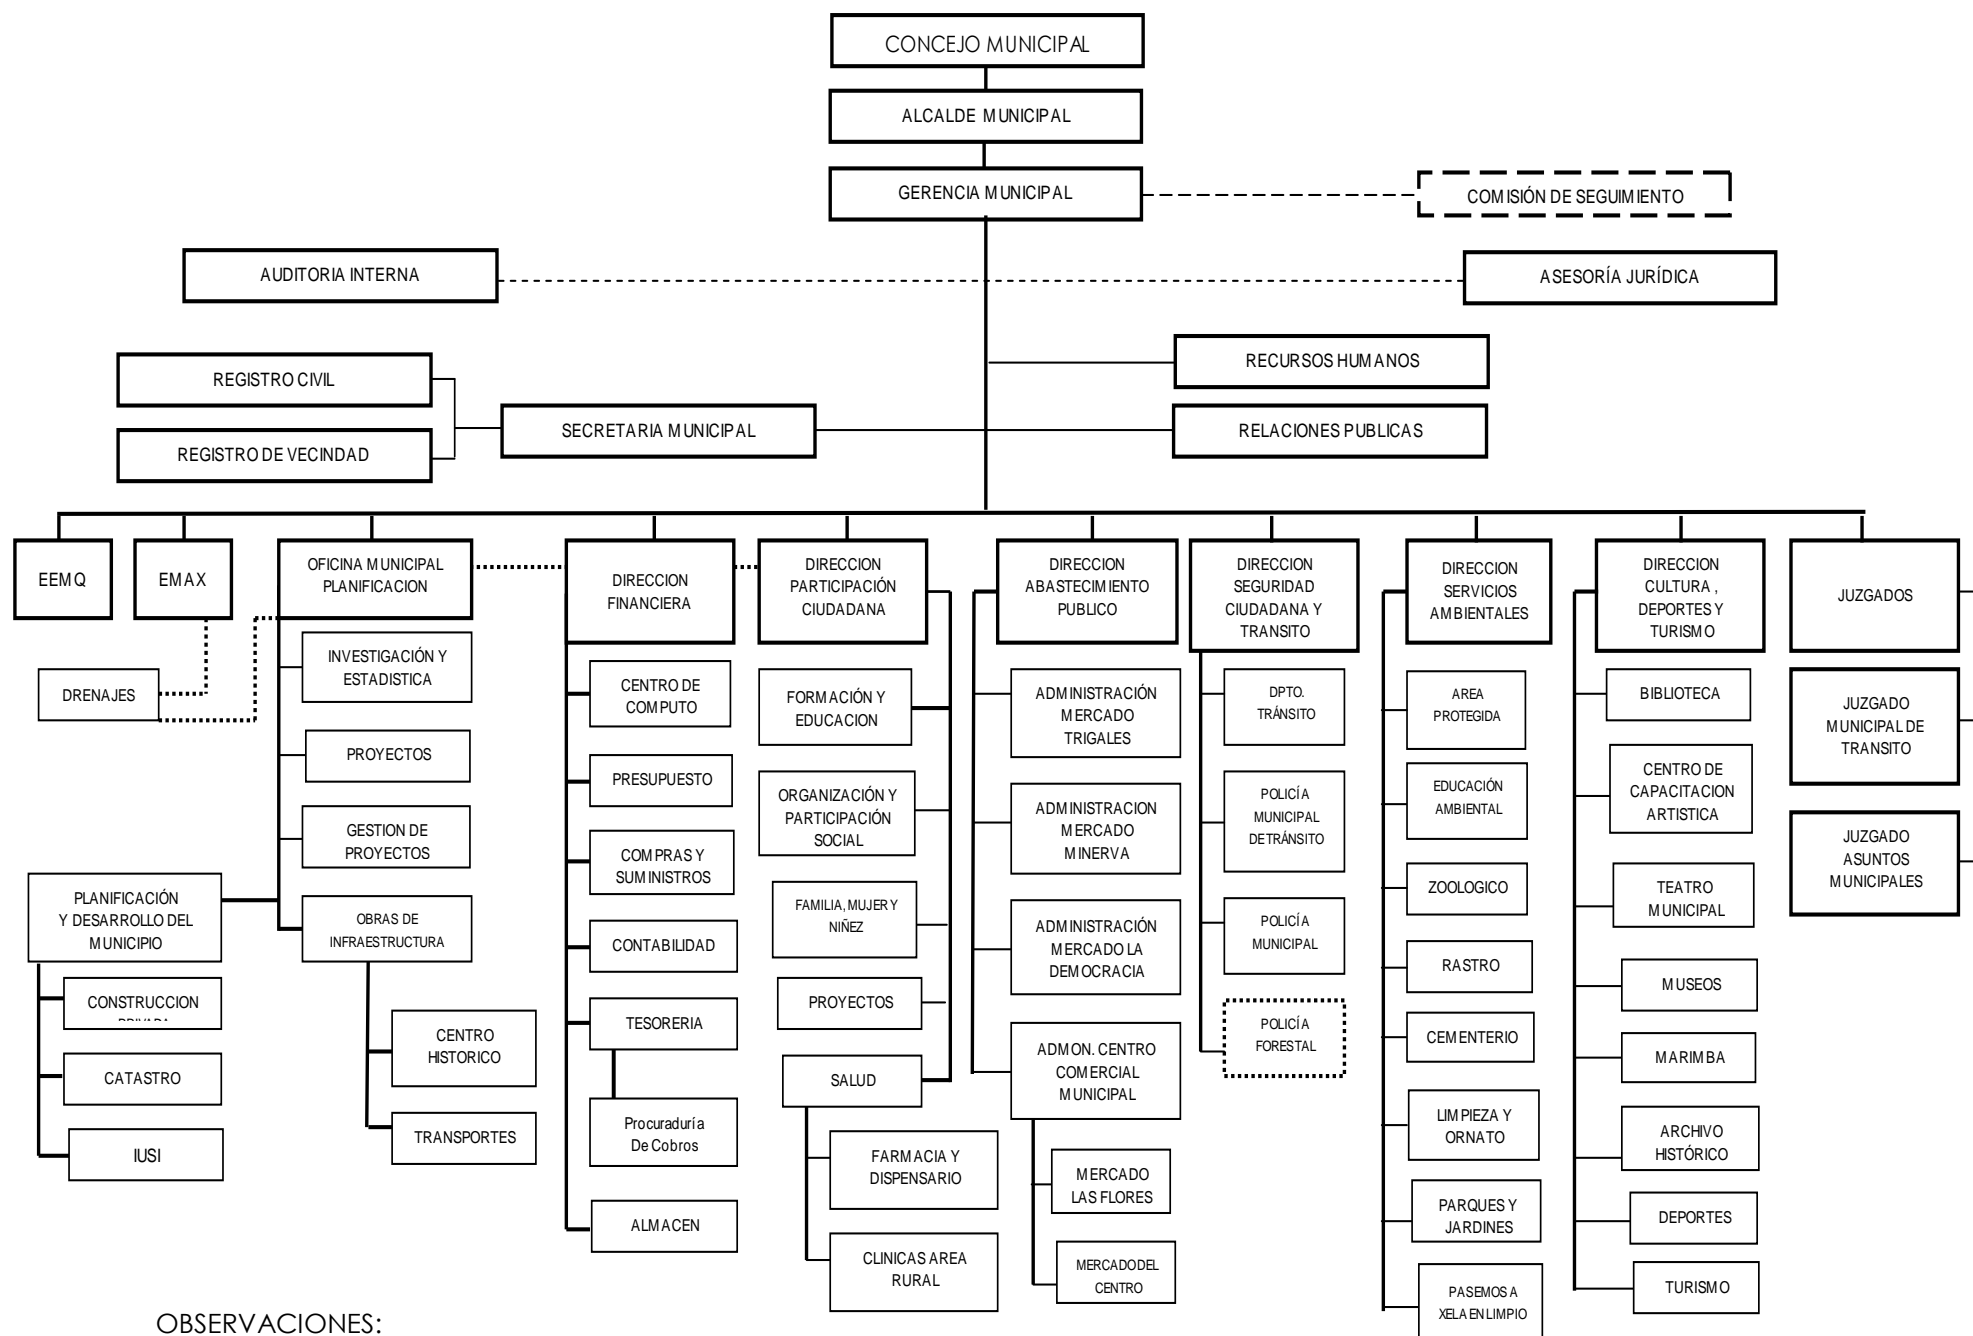 CONCEJO MUNICIPAL
ALCALDE MUNICIPAL
GERENCIA MUNICIPAL
COMISIÓN DE SEGUIMIENTO
AUDITORIA INTERNA
ASESORÍA JURÍDICA
REGISTRO CIVIL
RECURSOS HUMANOS
SECRETARIA MUNICIPAL
RELACIONES PUBLICAS
REGISTRO DE VECINDAD
EEMQ
EMAX
DRENAJES
OFICINA MUNICIPAL
PLANIFICACION
INVESTIGACIÓN Y
ESTADISTICA
PROYECTOS
GESTION DE
PROYECTOS
OBRAS DE
INFRAESTRUCTURA
CENTRO
HISTORICO
TRANSPORTES
PLANIFICACIÓN
Y DESARROLLO DEL
MUNICIPIO
CONSTRUCCION
CATASTRO
IUSI
DIRECCION
FINANCIERA
CENTRO DE
COMPUTO
PRESUPUESTO
COMPRAS Y
SUMINISTROS
CONTABILIDAD
TESORERIA
Procuraduría
De Cobros
ALMACEN
DIRECCION
PARTICIPACIÓN
CIUDADANA
FORMACIÓN Y
EDUCACION
ORGANIZACIÓN Y
PARTICIPACIÓN
SOCIAL
FAMILIA, MUJER Y
NIÑEZ
PROYECTOS
SALUD
FARMACIA Y
DISPENSARIO
CLINICAS AREA
RURAL
DIRECCION
ABASTECIMIENTO
PUBLICO
ADMINISTRACIÓN
MERCADO
TRIGALES
ADMINISTRACION
MERCADO
MINERVA
ADMINISTRACIÓN
MERCADO LA
DEMOCRACIA
ADMON. CENTRO
COMERCIAL
MUNICIPAL
MERCADO
LAS FLORES
MERCADO DEL
CENTRO
DIRECCION
SEGURIDAD
CIUDADANA Y
TRANSITO
DPTO.
TRÁNSITO
POLICÍA
MUNICIPAL
DE TRÁNSITO
POLICÍA
MUNICIPAL
POLICÍA
FORESTAL
DIRECCION
SERVICIOS
AMBIENTALES
AREA
PROTEGIDA
EDUCACIÓN
AMBIENTAL
ZOOLOGICO
RASTRO
CEMENTERIO
LIMPIEZA Y
ORNATO
PARQUES Y
JARDINES
PASEMOS A
XELA EN LIMPIO
DIRECCION
CULTURA ,
DEPORTES Y
TURISMO
BIBLIOTECA
CENTRO DE
CAPACITACION
ARTISTICA
TEATRO
MUNICIPAL
MUSEOS
MARIMBA
ARCHIVO
HISTÓRICO
DEPORTES
TURISMO
JUZGADOS
JUZGADO
MUNICIPAL DE
TRANSITO
JUZGADO
ASUNTOS
MUNICIPALES
OBSERVACIONES: